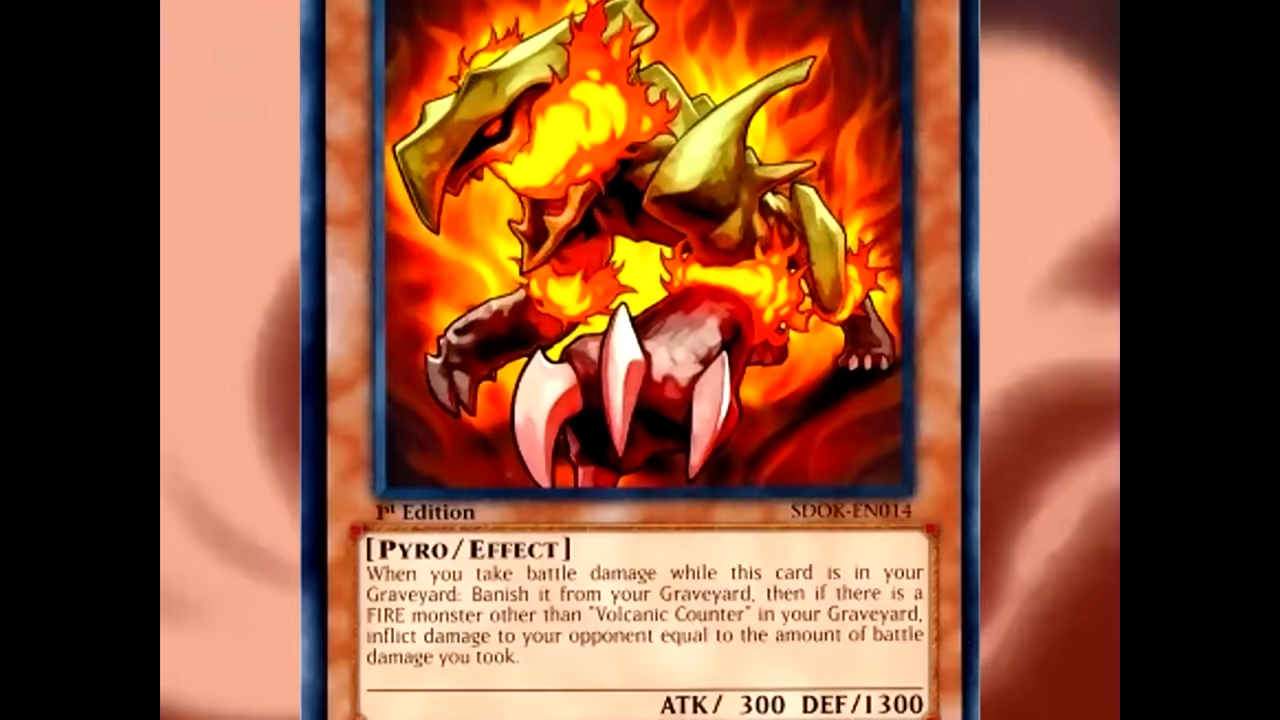 1st Edition SDOK-EN014
[PYRO/EFFECT]
When you take battle damage while this card is in your
Graveyard: Banish it from your Graveyard, then if there is a
FIRE monster other than "Volcanic Counter" in your Graveyard,
inflict damage to your opponent equal to the amount of battle
damage you took.
ATK/ 300 DEF/1300